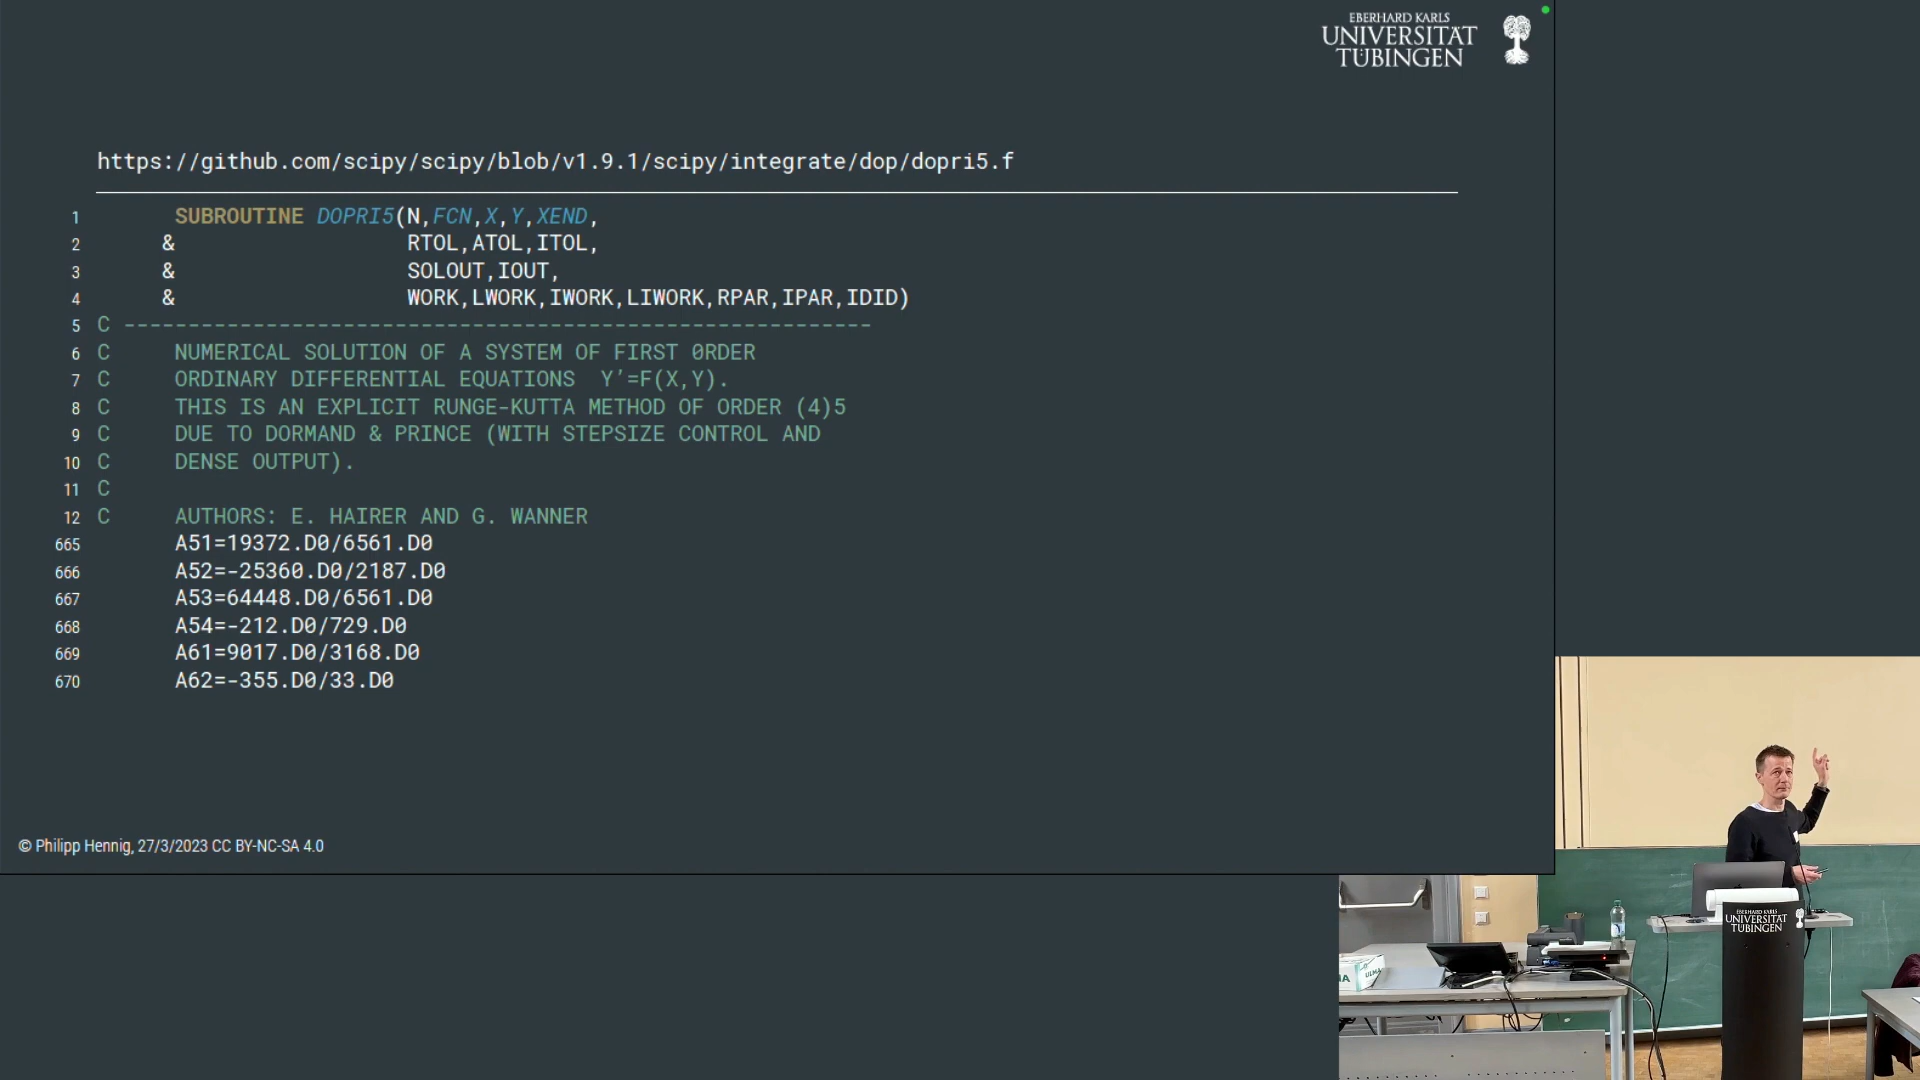 EBERHARD KARLS
UNIVERSITÄT
TÜBINGEN
https://github.com/scipy/scipy/blob/v1.9.1/scipy/integrate/dop/dopri5.f
1 SUBROUTINE DOPRI5(N,FCN,X,Y,XEND,
2 & RTOL,ATOL,ITOL,
3 & SOLOUT,IOUT,
4 & WORK,LWORK,IWORK,LIWORK,RPAR,IPAR,IDID)
5 C ----------------------------------------------------------
6 C NUMERICAL SOLUTION OF A SYSTEM OF FIRST 0RDER
7 C ORDINARY DIFFERENTIAL EQUATIONS Y'=F(X,Y).
8 C THIS IS AN EXPLICIT RUNGE-KUTTA METHOD OF ORDER (4)5
9 C DUE TO DORMAND & PRINCE (WITH STEPSIZE CONTROL AND
10 C DENSE OUTPUT).
11 C
12 C AUTHORS: E. HAIRER AND G. WANNER
665 A51=19372.D0/6561.D0
666 A52=-25360.D0/2187.D0
667 A53=64448.D0/6561.D0
668 A54=-212.D0/729.D0
669 A61=9017.D0/3168.D0
670 A62=-355.D0/33.D0
© Philipp Hennig, 27/3/2023 CC BY-NC-SA 4.0
EBERHARD KARLS
UNIVERSITÄT
TÜBINGEN